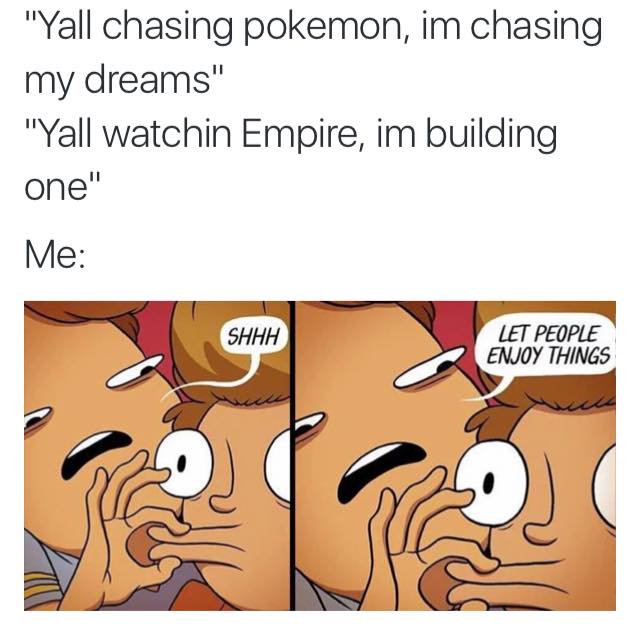 "Yall chasing pokemon, im chasing
my dreams"
"Yall watchin Empire, im building
one"
Me:
SHHH
LET PEOPLE
ENJOY THINGS